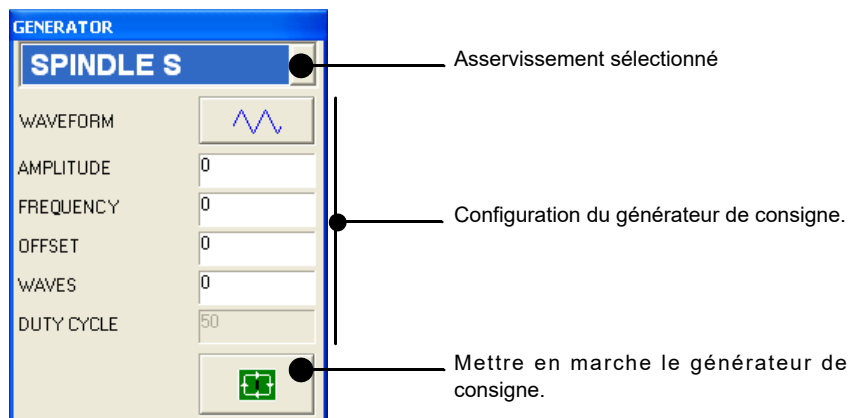 GENERATOR
SPINDLE S
Asservissement sélectionné
WAVEFORM
AMPLITUDE 0
FREQUENCY 0
Configuration du générateur de consigne.
OFFSET 0
WAVES 0
DUTY CYCLE 50
Mettre en marche le générateur de
consigne.